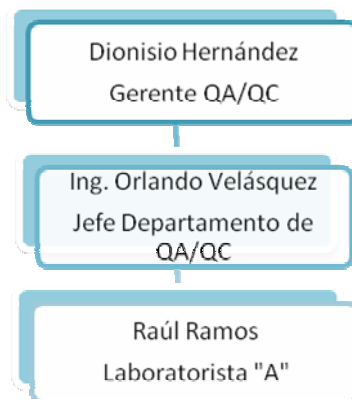 Dionisio Hernández
Gerente QA/QC
Ing. Orlando Velásquez
Jefe Departamento de
QA/QC
Raúl Ramos
Laboratorista "A"